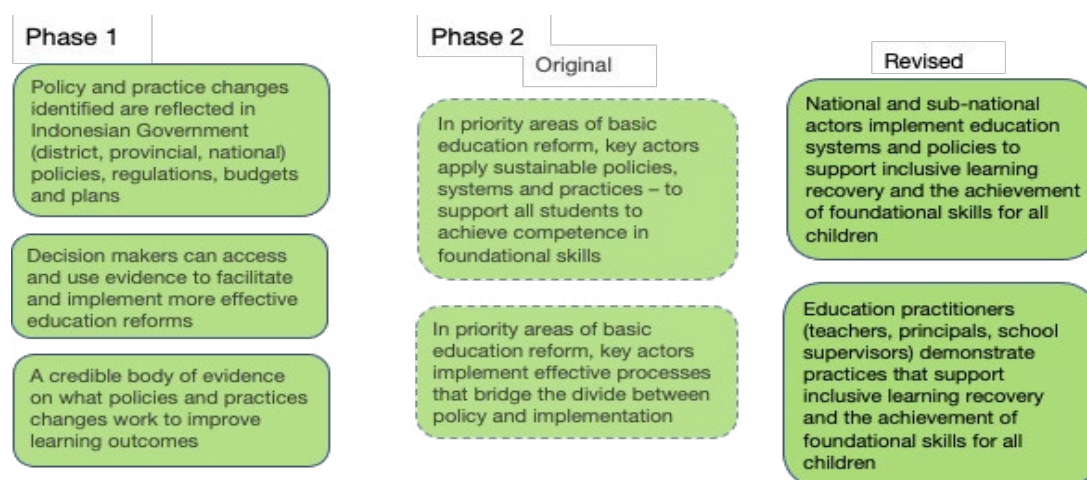 Phase 1
Policy and practice changes
identified are reflected in
Indonesian Government
(district, provincial, national)
policies, regulations, budgets
and plans
Decision makers can access
and use evidence to facilitate
and implement more effective
education reforms
A credible body of evidence
on what policies and practices
changes work to improve
learning outcomes
Phase 2
Original
In priority areas of basic
education reform, key actors
apply sustainable policies,
systems and practices – to
support all students to
achieve competence in
foundational skills
In priority areas of basic
education reform, key actors
implement effective processes
that bridge the divide between
policy and implementation
Revised
National and sub-national
actors implement education
systems and policies to
support inclusive learning
recovery and the achievement
of foundational skills for all
children
Education practitioners
(teachers, principals, school
supervisors) demonstrate
practices that support
inclusive learning recovery
and the achievement of
foundational skills for all
children